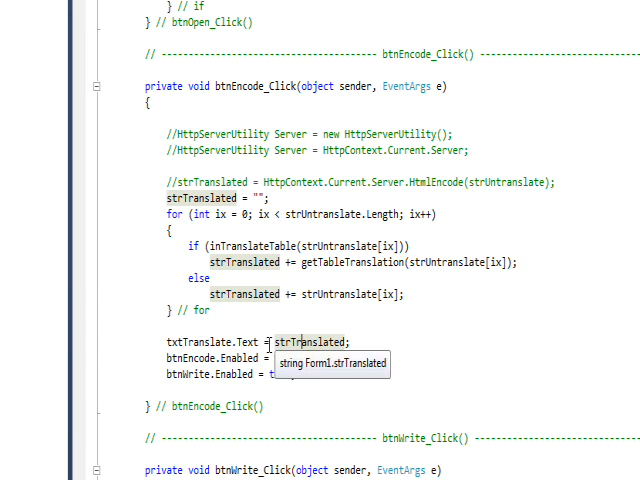 } // if
} // btnOpen_Click()
// ---------------------------------------- btnEncode_Click() ------------------------------
private void btnEncode_Click(object sender, EventArgs e)
{
//HttpServerUtility Server = new HttpServerUtility();
//HttpServerUtility Server = HttpContext.Current.Server;
//strTranslated = HttpContext.Current.Server.HtmlEncode(strUntranslate);
strTranslated = "";
for (int ix = 0; ix < strUntranslate.Length; ix++)
{
if (inTranslateTable(strUntranslate[ix]))
strTranslated += getTableTranslation(strUntranslate[ix]);
else
strTranslated += strUntranslate[ix];
} // for
txtTranslate.Text = strTranslated;
btnEncode.Enabled =
string Form1.strTranslated
btnWrite.Enabled =
} // btnEncode_Click()
// ---------------------------------------- btnWrite_Click() -------------------------------
private void btnWrite_Click(object sender, EventArgs e)